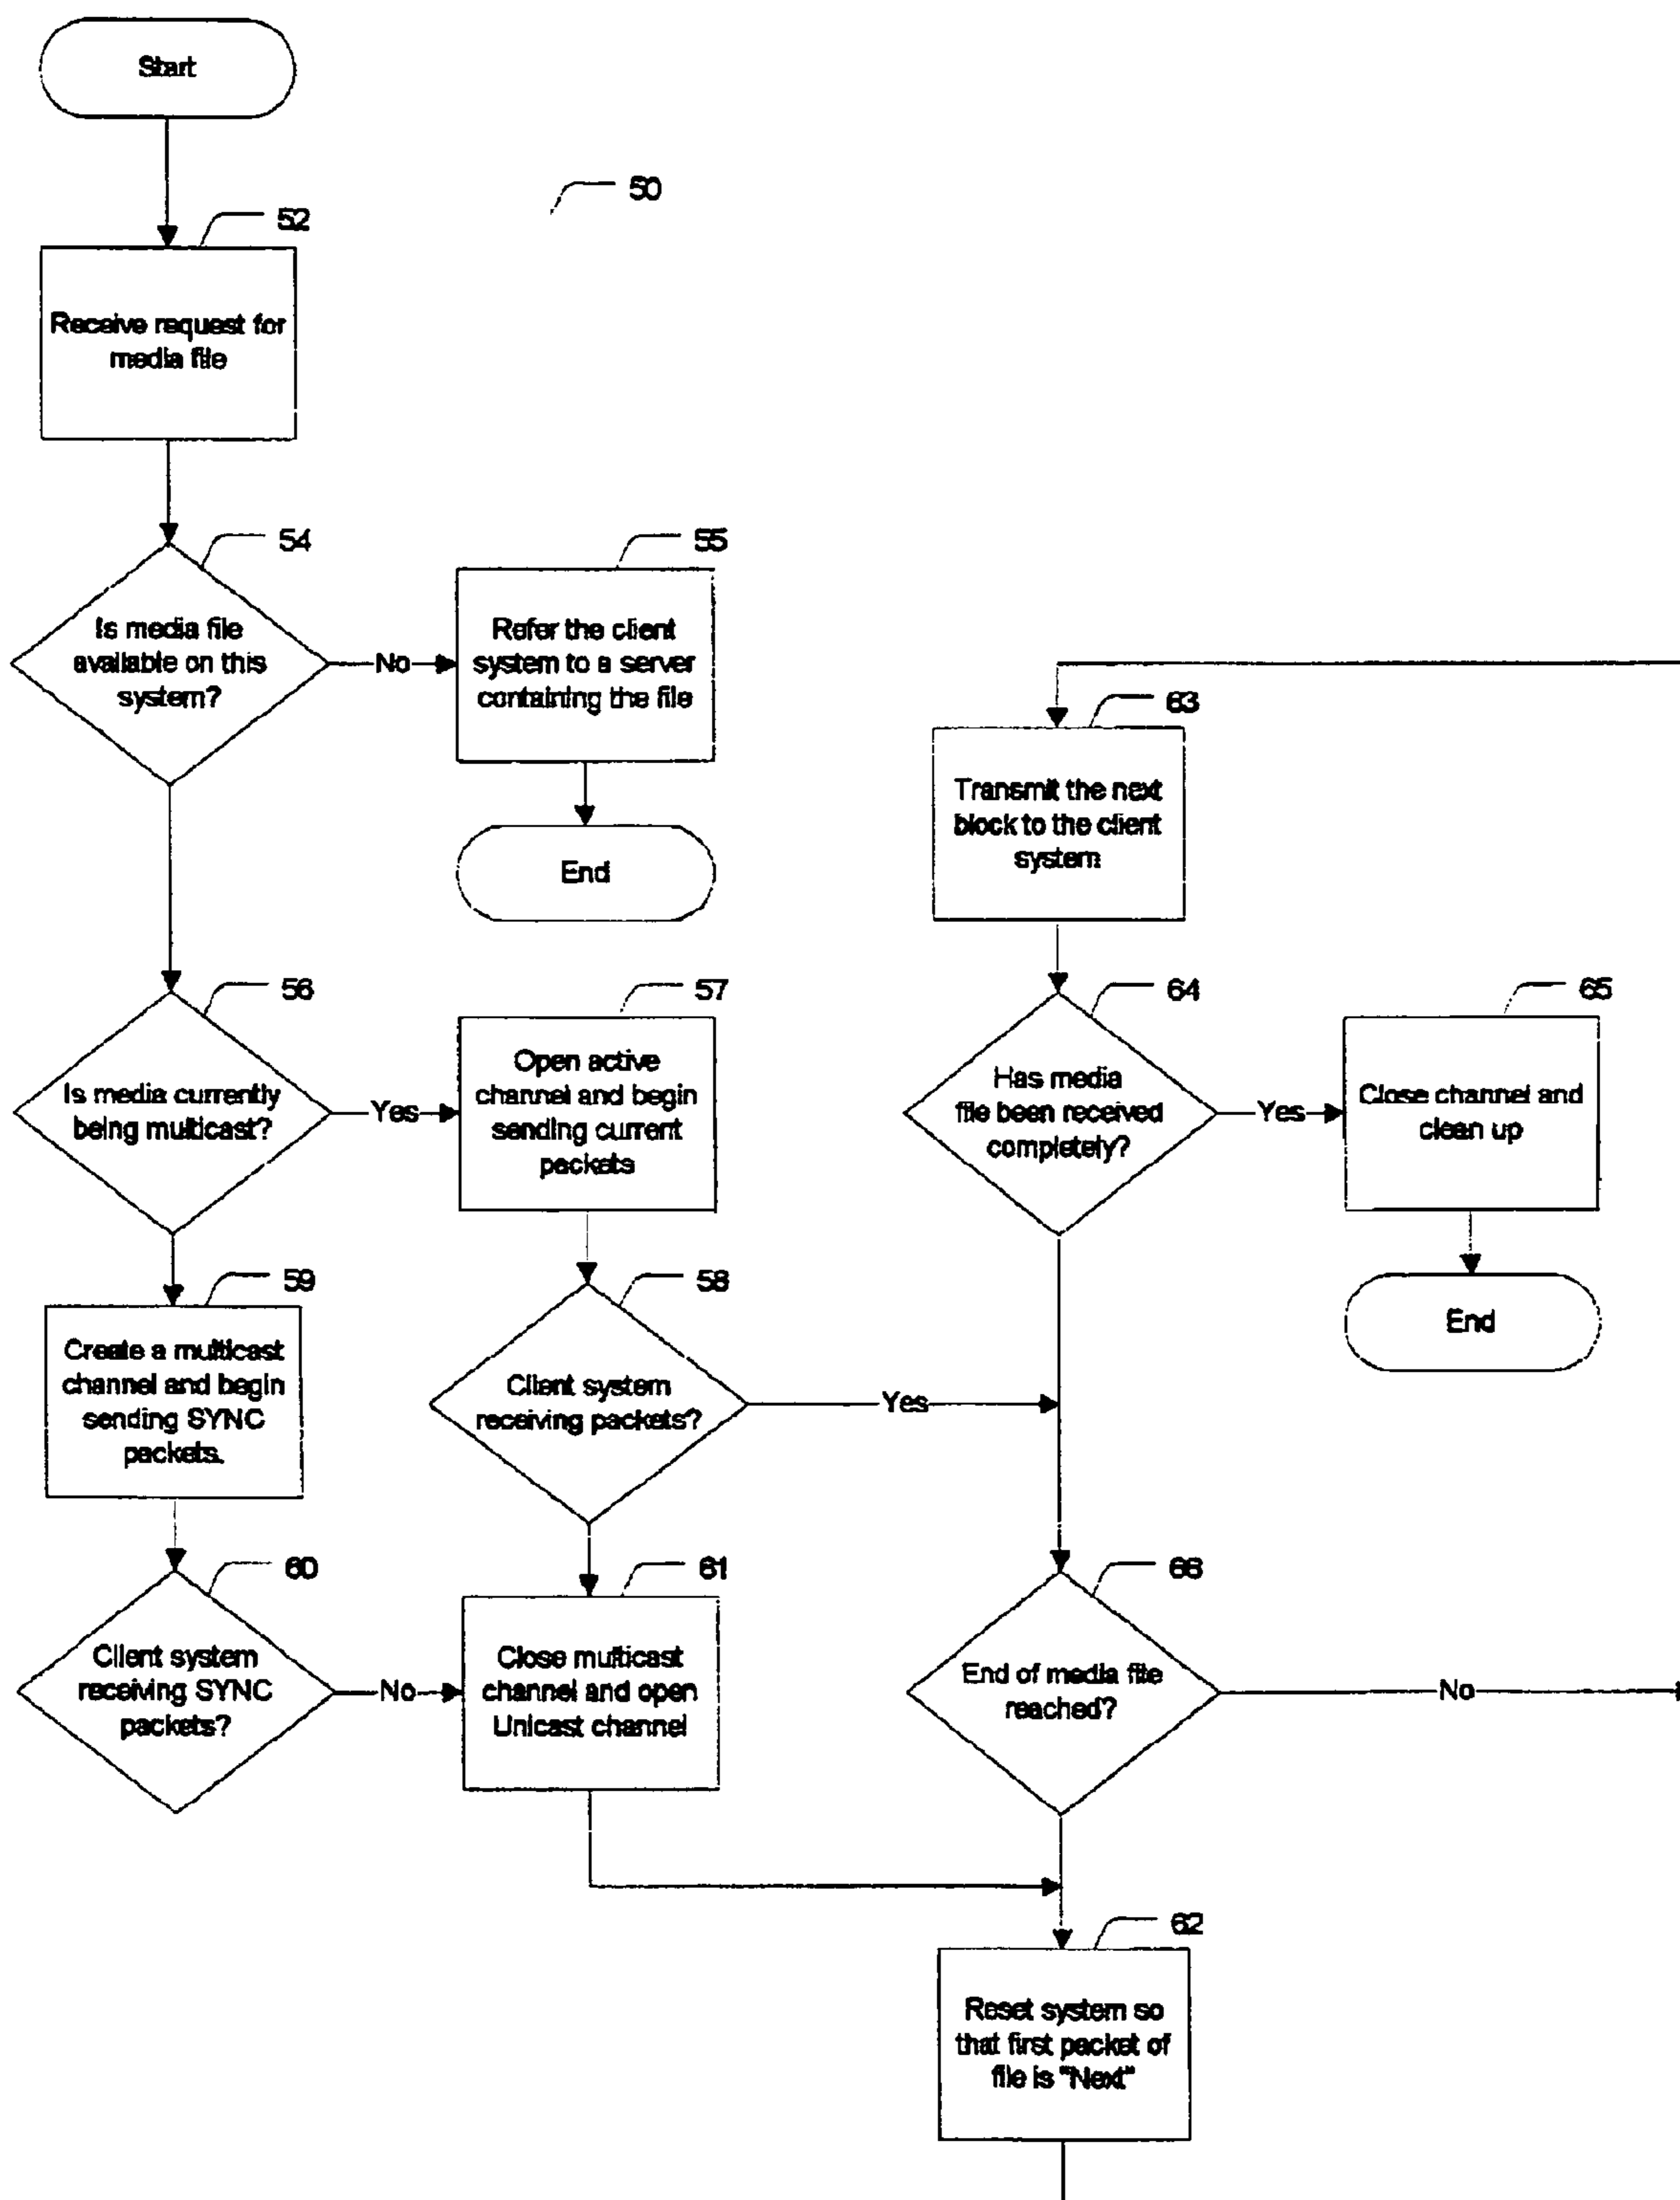 Start
50
52
Receive request for
media file
54
Is media file
available on this
system?
No
55
Refer the client
system to a server
containing the file
End
56
Is media currently
being multicast?
Yes
57
Open active
channel and begin
sending current
packets
59
Create a multicast
channel and begin
sending SYNC
packets.
58
Client system
receiving packets?
Yes
60
Client system
receiving SYNC
packets?
No
61
Close multicast
channel and open
Unicast channel
63
Transmit the next
block to the client
system
64
Has media
file been received
completely?
Yes
65
Close channel and
clean up
End
66
End of media file
reached?
No
62
Reset system so
that first packet of
file is "Next"